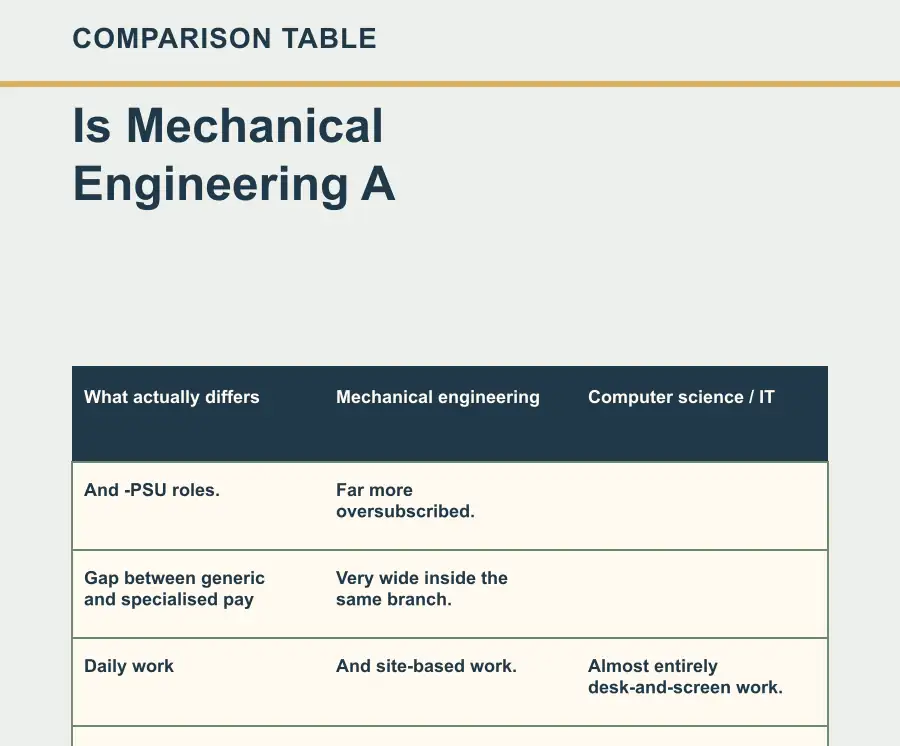 COMPARISON TABLE
Is Mechanical
Engineering A
What actually differs
Mechanical engineering
Computer science / IT
And -PSU roles.
Far more
oversubscribed.
Gap between generic
and specialised pay
Very wide inside the
same branch.
Daily work
And site-based work.
Almost entirely
desk-and-screen work.